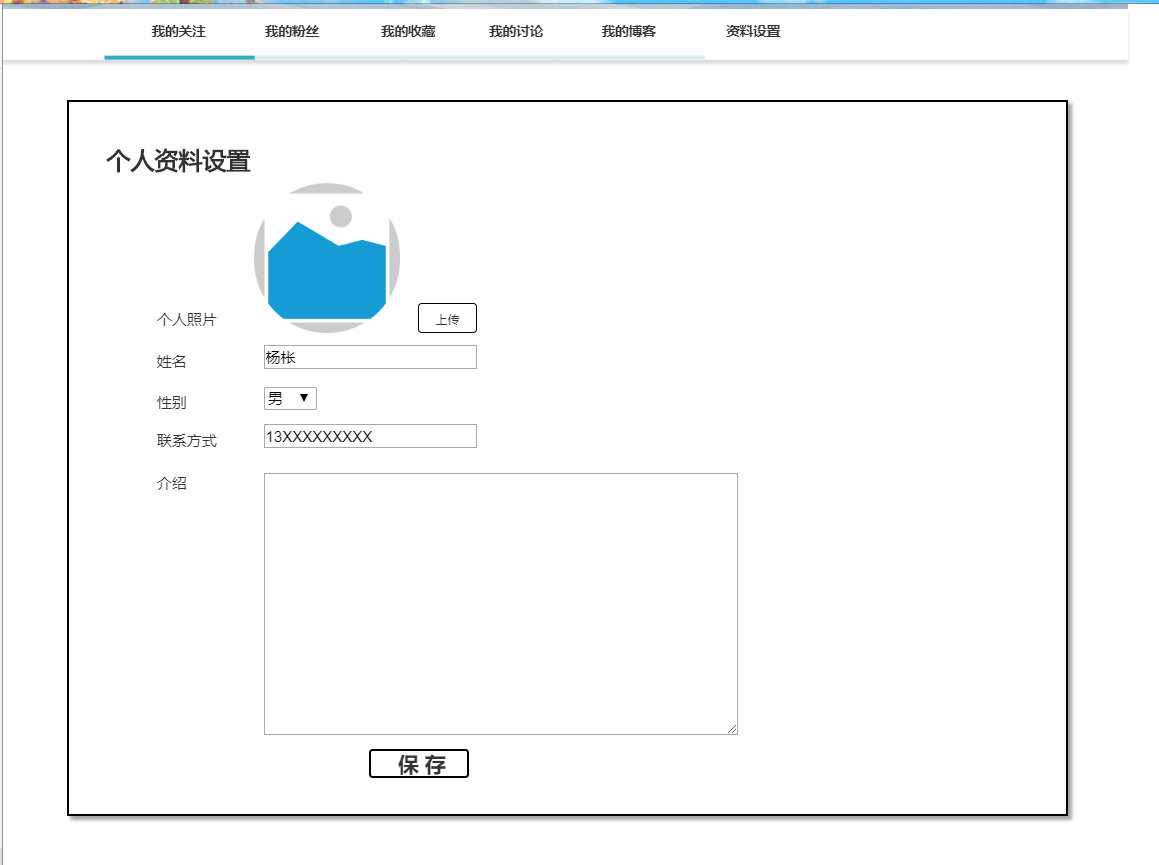 我的关注 我的粉丝 我的收藏 我的讨论 我的博客 资料设置
个人资料设置
个人照片 上传
姓名 杨枨
性别 男
联系方式 13XXXXXXXXX
介绍
保 存